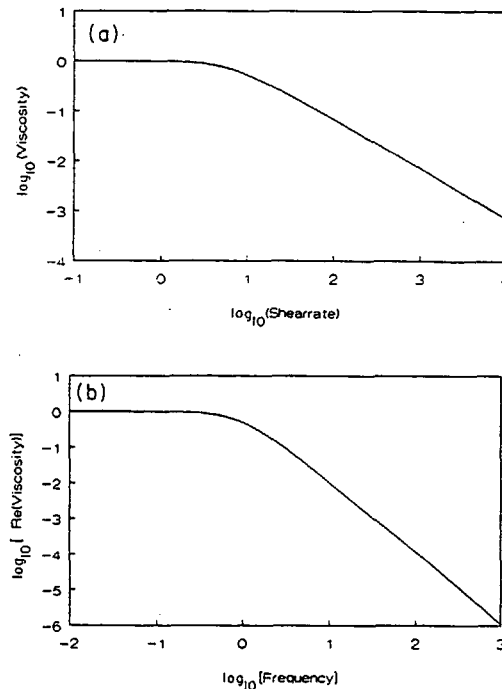 (a)
1
0
-1
-2
-3
-4
log10(Viscosity)
-1 0 1 2 3 4
log10(Shearrate)
(b)
1
0
-1
-2
-3
-4
-5
-6
log10[ Re(Viscosity)]
-2 -1 0 1 2 3
log10[Frequency]